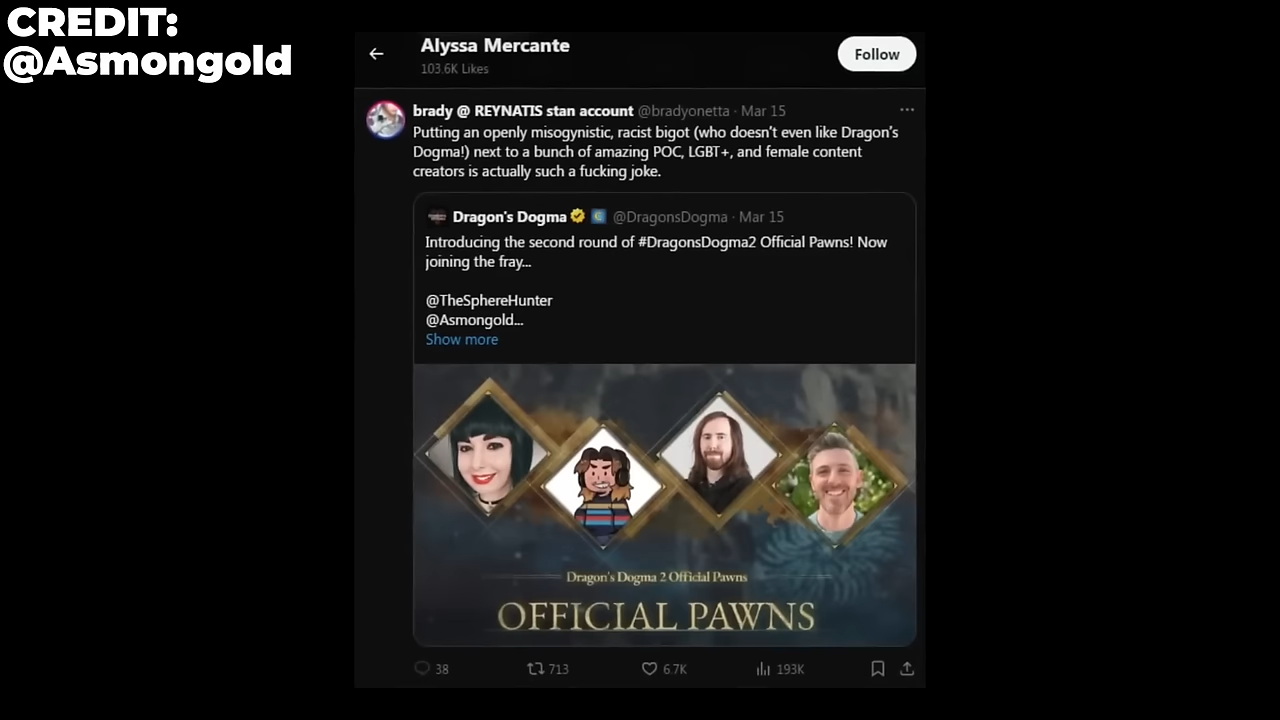 CREDIT:
@Asmongold
Alyssa Mercante
103.6K Likes
Follow
brady @ REYNATIS stan account @bradyonetta · Mar 15
Putting an openly misogynistic, racist bigot (who doesn't even like Dragon's
Dogma!) next to a bunch of amazing POC, LGBT+, and female content
creators is actually such a fucking joke.
Dragon's Dogma @DragonsDogma · Mar 15
Introducing the second round of #DragonsDogma2 Official Pawns! Now
joining the fray...
@TheSphereHunter
@Asmongold...
Show more
Dragon's Dogma 2 Official Pawns
OFFICIAL PAWNS
38 713 6.7K 193K